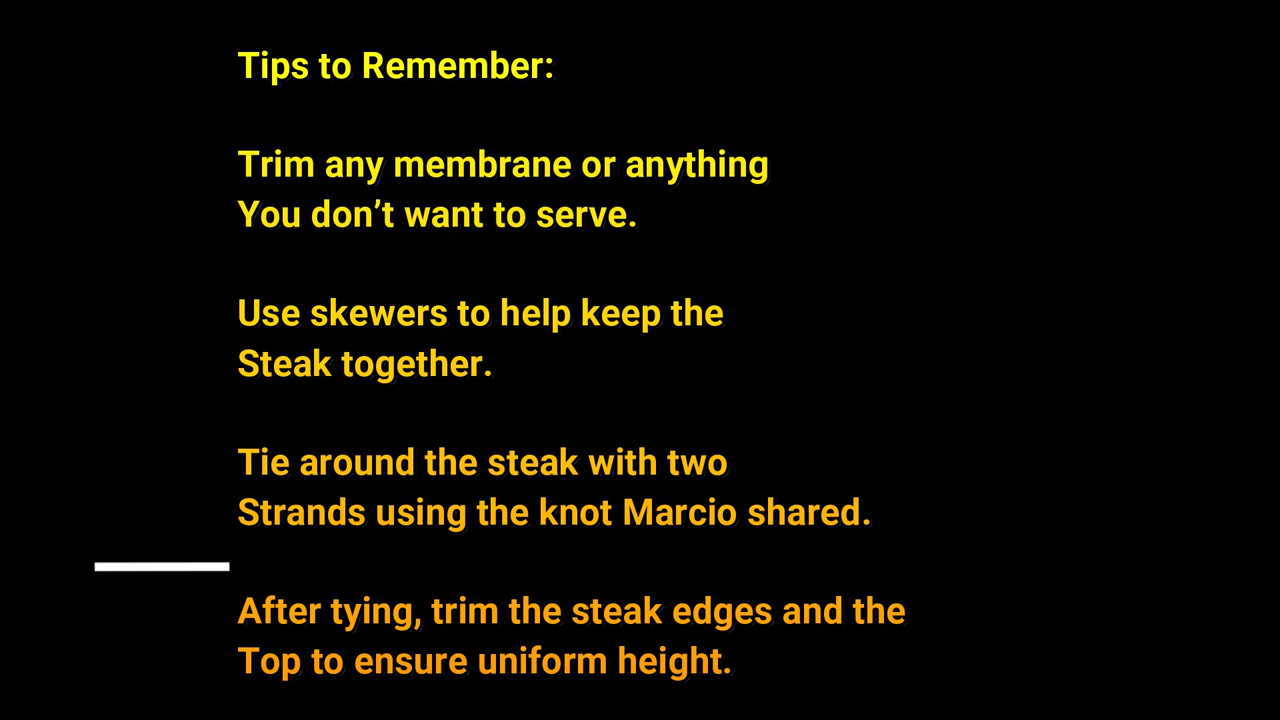 Tips to Remember:
Trim any membrane or anything
You don’t want to serve.
Use skewers to help keep the
Steak together.
Tie around the steak with two
Strands using the knot Marcio shared.
After tying, trim the steak edges and the
Top to ensure uniform height.